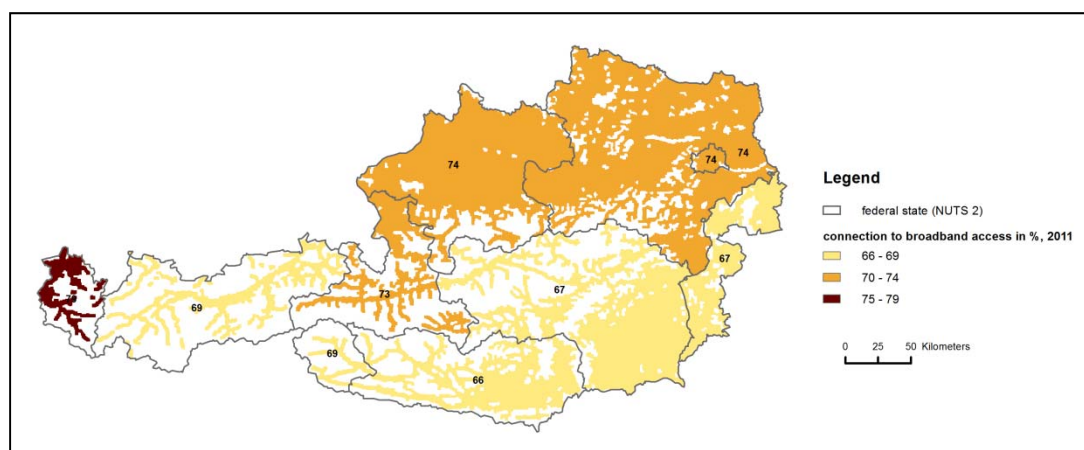 74
74
74
67
67
73
69
69
66
Legend
federal state (NUTS 2)
connection to broadband access in %, 2011
66 - 69
70 - 74
75 - 79
0 25 50 Kilometers